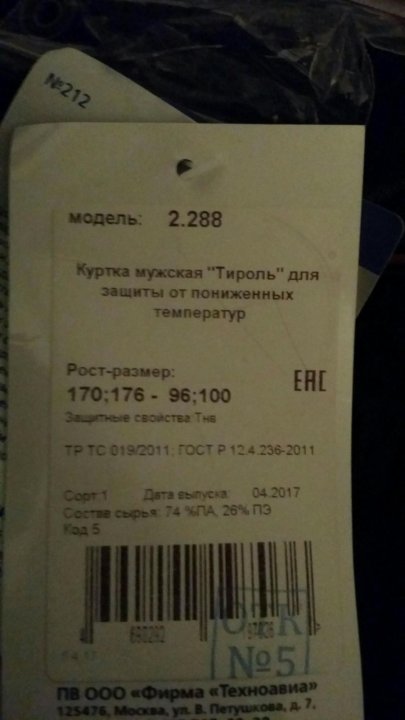 №212
модель: 2.288
Куртка мужская "Тироль" для
защиты от пониженных
температур
Рост-размер:
170;176 - 96;100
ЕАС
Защитные свойства:Тнв
ТР ТС 019/2011; ГОСТ Р 12.4.236-2011
Сорт:1 Дата выпуска: 04.2017
Состав сырья: 74 %ПА, 26% ПЭ
Код 5
ОТК
№5
ПВ ООО «Фирма «Техноавиа»
125476, Москва, ул. В. Петушкова, д. 7,